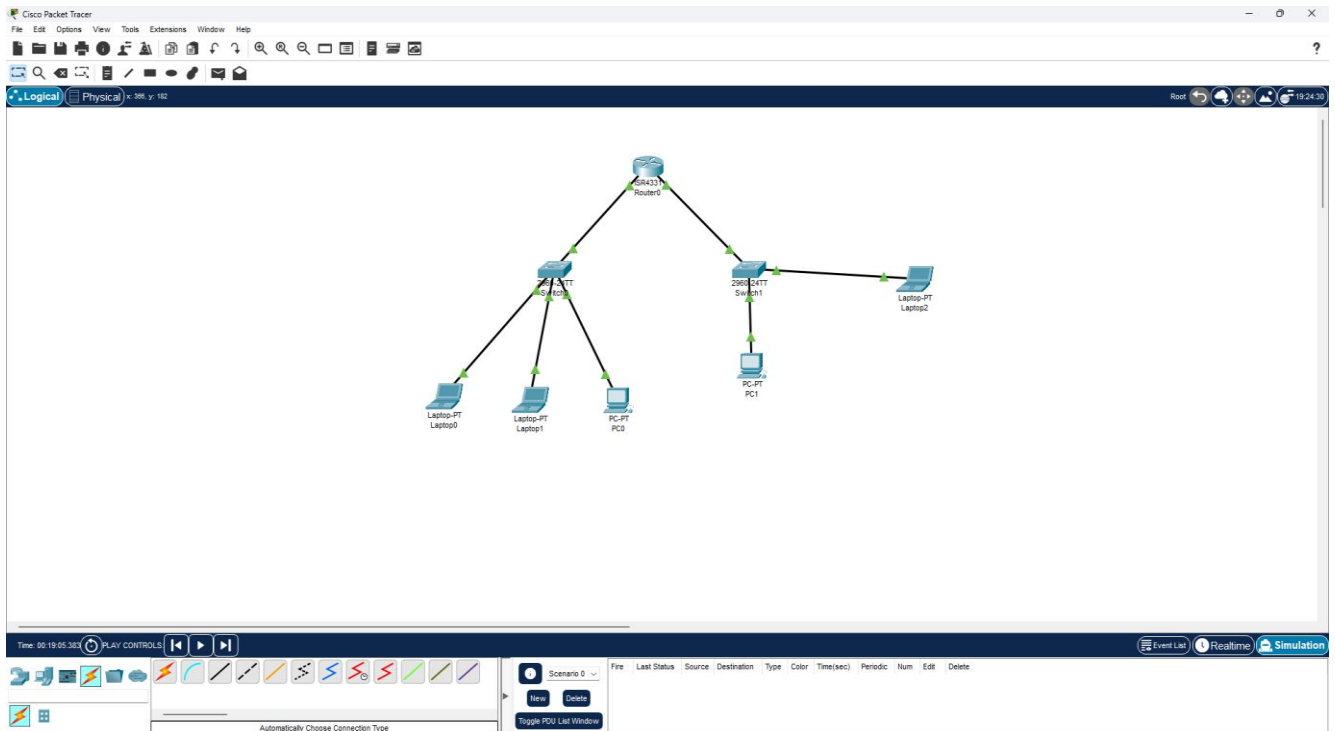 Cisco Packet Tracer
File Edit Options View Tools Extensions Window Help
?
Logical Physical x: 366, y: 162
Root 19:24:30
ISR4331
Router0
2960-24TT
Switch0
2960-24TT
Switch1
Laptop-PT
Laptop2
PC-PT
PC1
Laptop-PT
Laptop0
Laptop-PT
Laptop1
PC-PT
PC0
Time: 00:19:05.383 PLAY CONTROLS:
Event List Realtime Simulation
Automatically Choose Connection Type
Scenario 0
New Delete
Toggle PDU List Window
Fire Last Status Source Destination Type Color Time(sec) Periodic Num Edit Delete